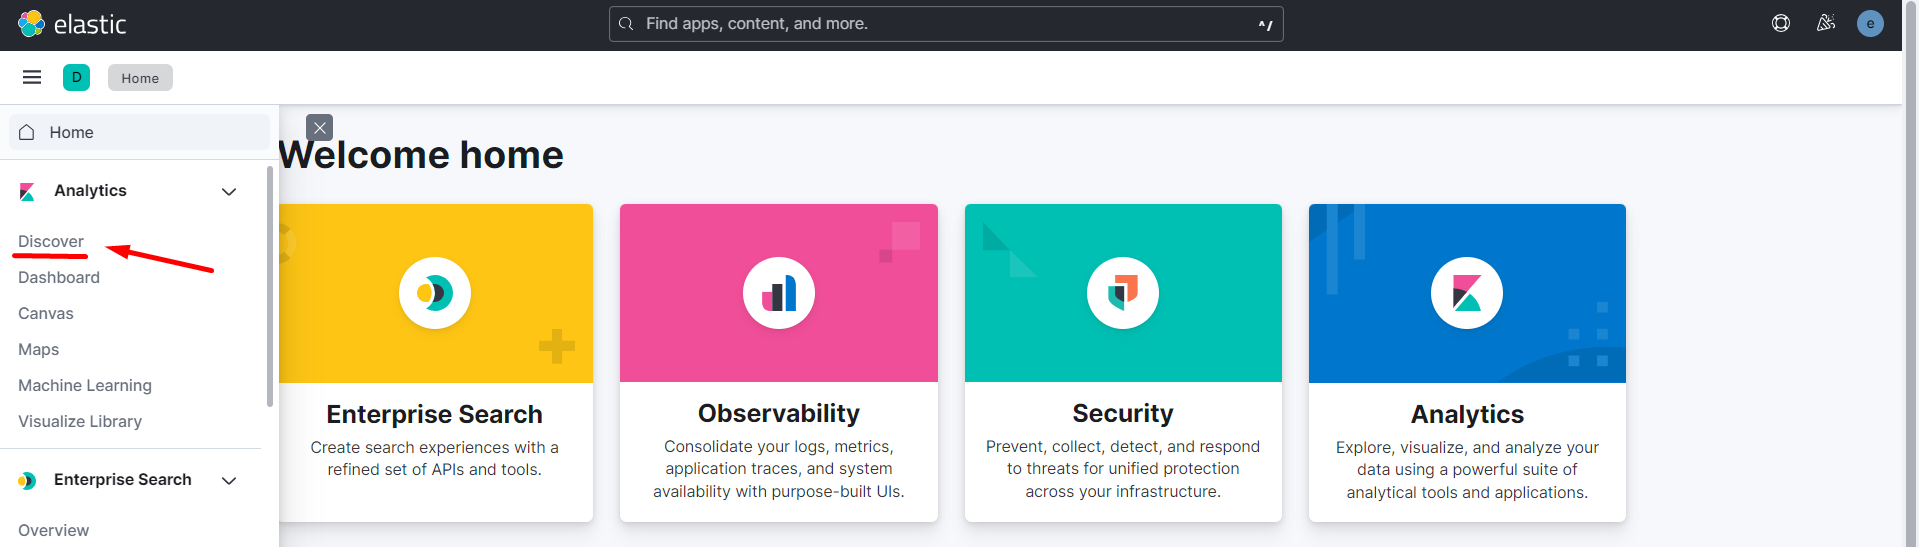 elastic
Find apps, content, and more.
^/
e
D
Home
Home
Analytics
Discover
Dashboard
Canvas
Maps
Machine Learning
Visualize Library
Enterprise Search
Overview
Welcome home
Enterprise Search
Create search experiences with a
refined set of APIs and tools.
Observability
Consolidate your logs, metrics,
application traces, and system
availability with purpose-built UIs.
Security
Prevent, collect, detect, and respond
to threats for unified protection
across your infrastructure.
Analytics
Explore, visualize, and analyze your
data using a powerful suite of
analytical tools and applications.